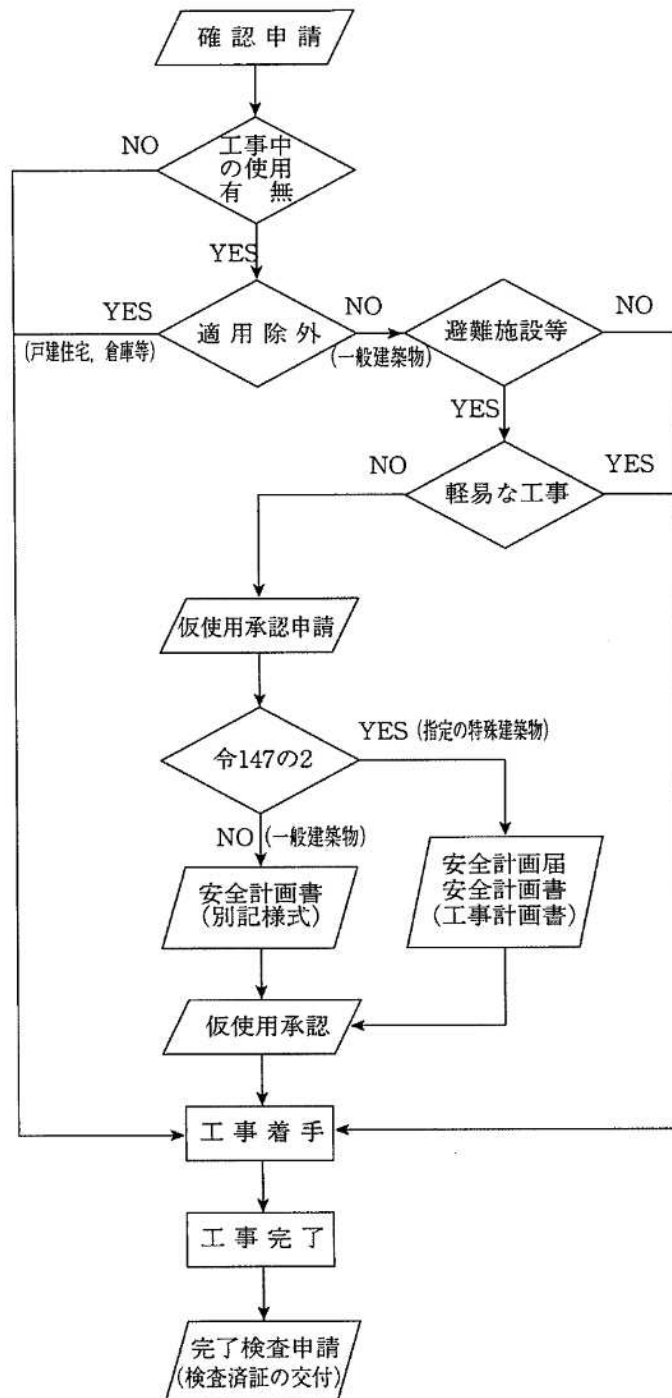 確認申請
NO
工事中
の使用
有無
YES
YES
適用除外
NO
避難施設等
NO
(戸建住宅，倉庫等)
(一般建築物)
YES
NO
軽易な工事
YES
仮使用承認申請
令147の2
YES (指定の特殊建築物)
NO (一般建築物)
安全計画書
(別記様式)
安全計画届
安全計画書
(工事計画書)
仮使用承認
工事着手
工事完了
完了検査申請
(検査済証の交付)